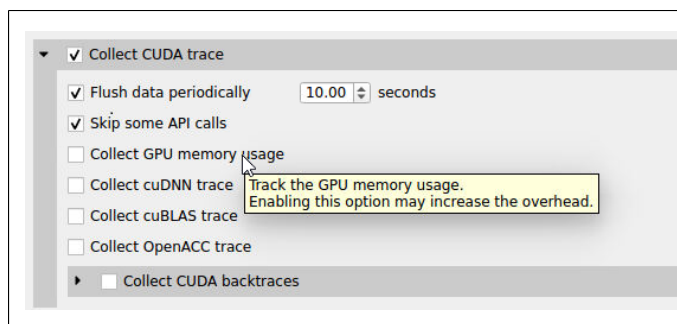 Collect CUDA trace
Flush data periodically 10.00 seconds
Skip some API calls
Collect GPU memory usage
Collect cuDNN trace
Track the GPU memory usage.
Enabling this option may increase the overhead.
Collect cuBLAS trace
Collect OpenACC trace
Collect CUDA backtraces